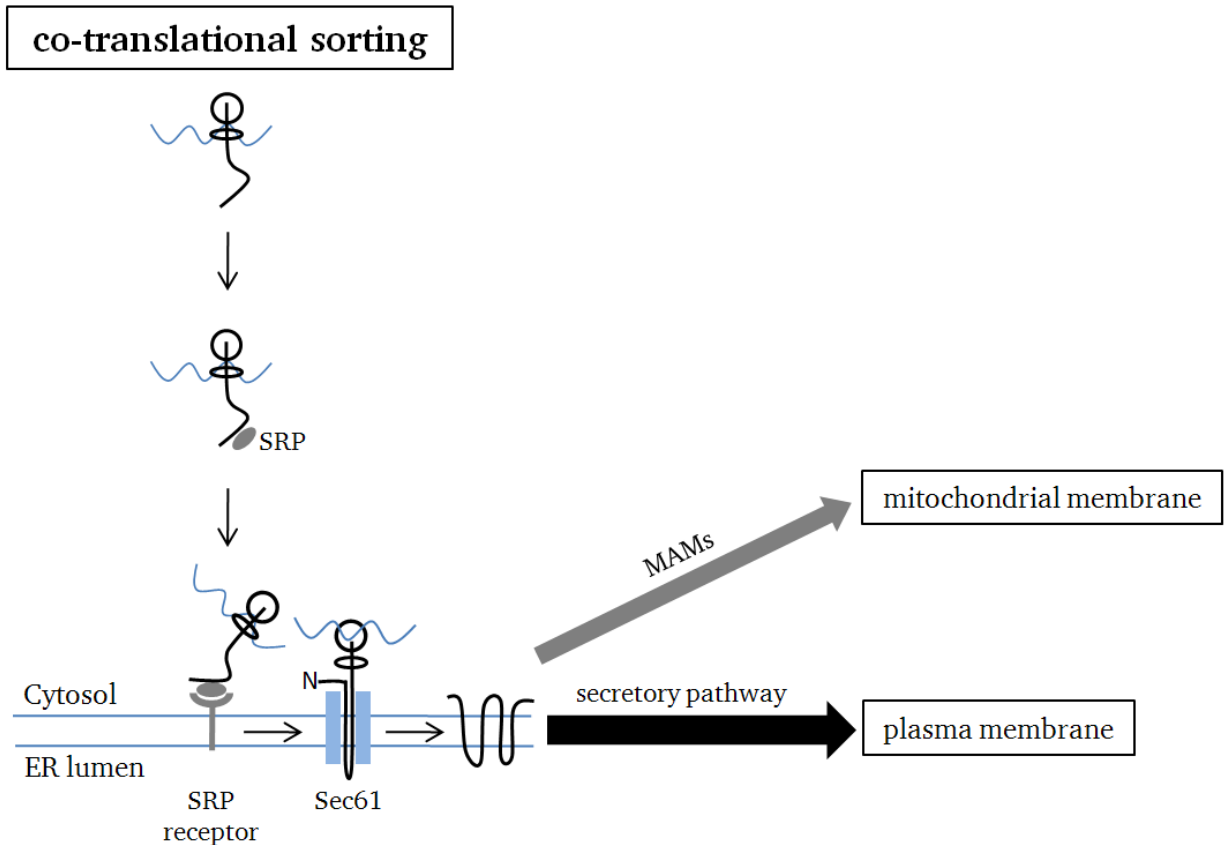 co-translational sorting
SRP
mitochondrial membrane
MAMs
N
Cytosol
secretory pathway
plasma membrane
ER lumen
SRP
receptor
Sec61